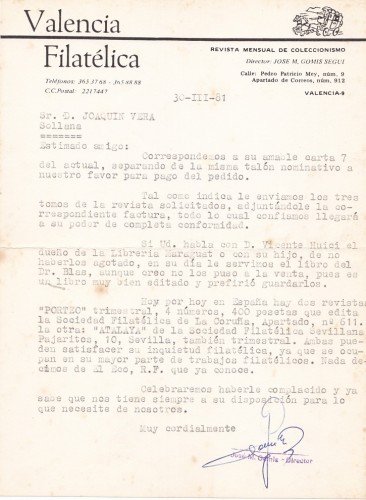 Valencia
Filatélica
REVISTA MENSUAL DE COLECCIONISMO
Director: JOSE M. GOMIS SEGUI
Teléfonos: 363 37 68 - 363 68 88
C.C. Postal: 2217447
Calle: Pedro Patricio Mey, núm. 9
Apartado de Correos, núm. 912
VALENCIA-9
30-III-81
Sr. D. JOAQUIN VERA
Sollana
=======
Estimado amigo:
Correspondemos a su amable carta 7
del actual, separando de la misma talón nominativo a
nuestro favor para pago del pedido.
Tal como indica le enviamos los tres
tomos de la revista solicitados, adjuntándole la co-
rrespondiente factura, todo lo cual confiamos llegará
a su poder de completa conformidad.
Si Ud. habla con D. Vicente Huici el
dueño de la Libreria Maraguat o con su hijo, de no
haberlos agotado, en su día le servimos el libro del
Dr. Blas, aunque creo no los puso a la venta, pues es
un libro muy bien editado y prefirió guardarlos.
Hoy por hoy en España hay dos revistas
"PORTEO" trimestral, 4 números, 400 pesetas que edita
la Sociedad Filatélica de La Coruña, Apartado, nº 611.
la otra: "ATALAYA" de la Sociedad Filatélica Sevillana
Pajaritos, 10, Sevilla, también trimestral. Ambas pue-
den satisfacer su inquietud filatélica, ya que se ocu-
pan en su mayor parte de trabajos filatélicos. Nada de-
cimos de El Eco, R.F. que ya conoce.
Celebraremos haberle complacido y ya
sabe que nos tiene siempre a su disposición para lo
que necesite de nosotros.
Muy cordialmente
José M. Gomis - Director